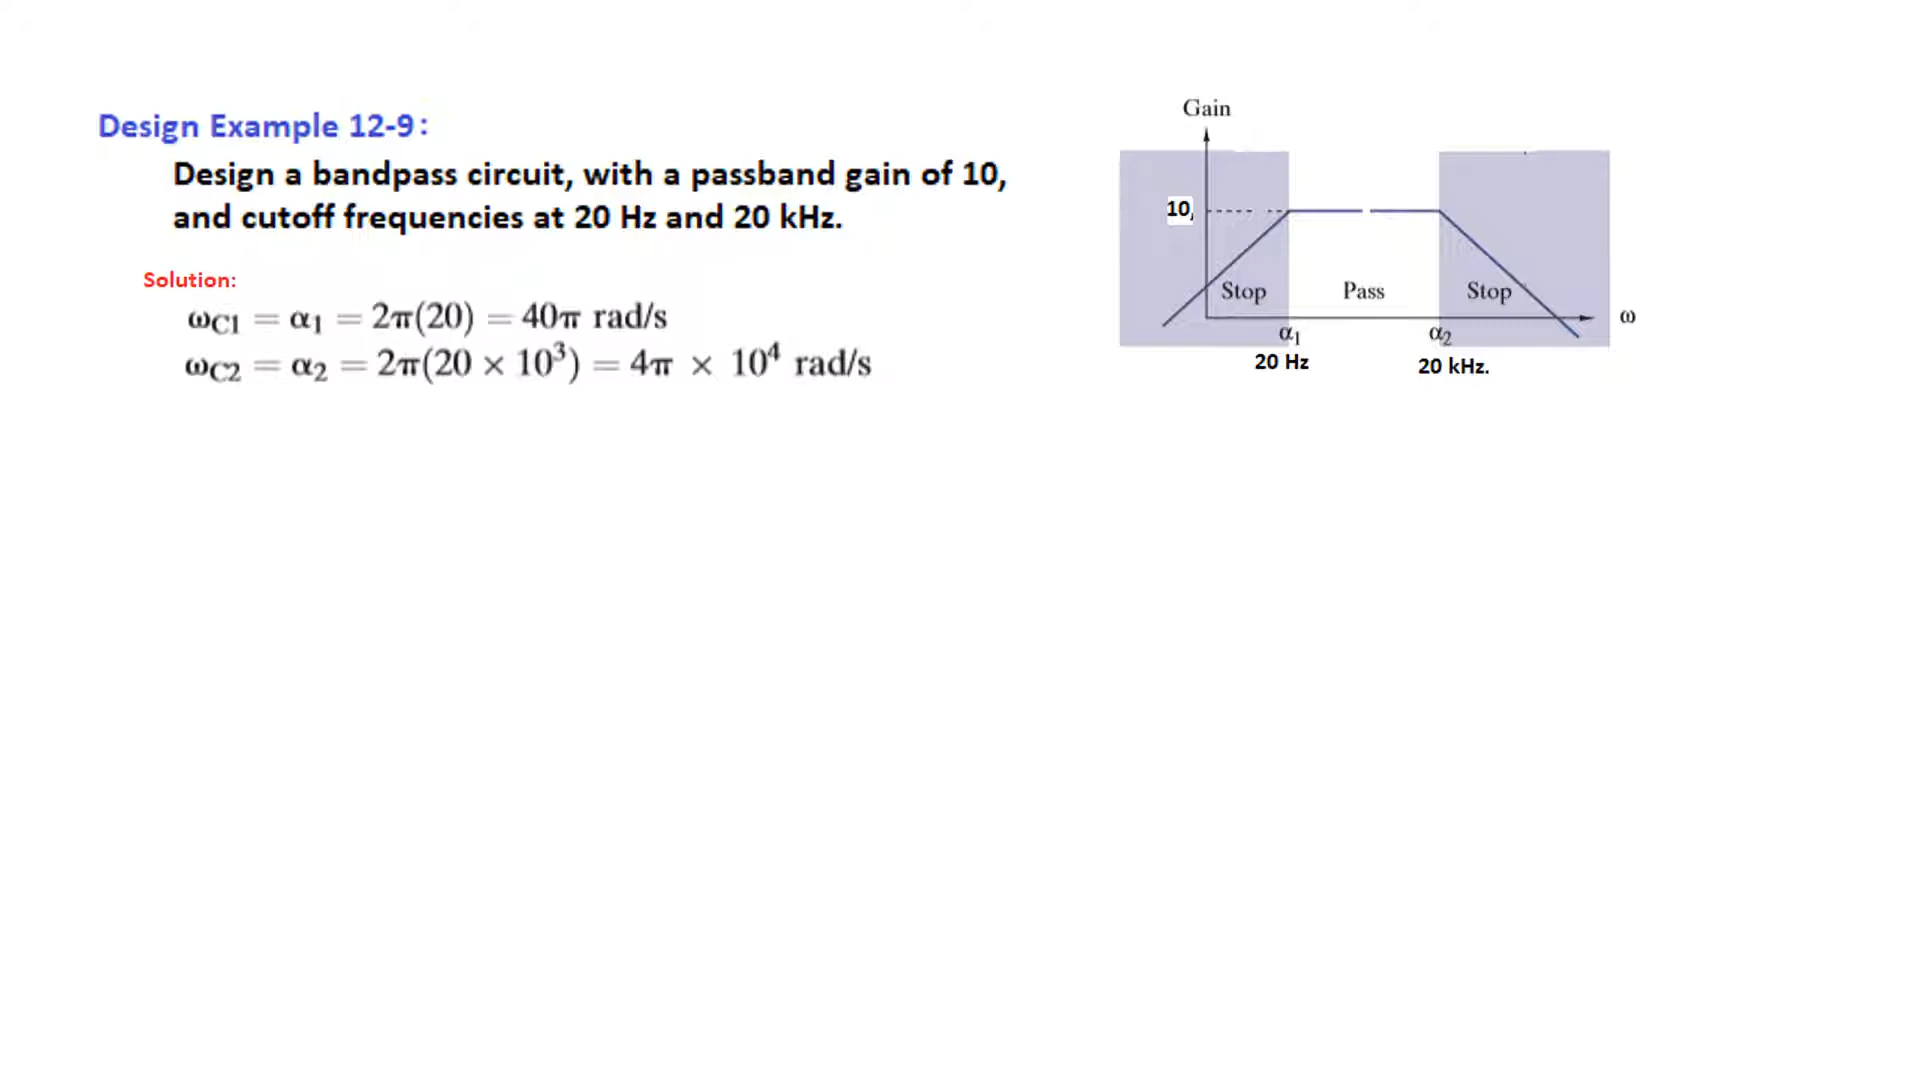 Design Example 12-9:
Design a bandpass circuit, with a passband gain of 10,
and cutoff frequencies at 20 Hz and 20 kHz.
Solution:
ωC1 = α1 = 2π(20) = 40π rad/s
ωC2 = α2 = 2π(20 × 10³) = 4π × 10⁴ rad/s
Gain
10,
Stop
Pass
Stop
ω
α1
α2
20 Hz
20 kHz.